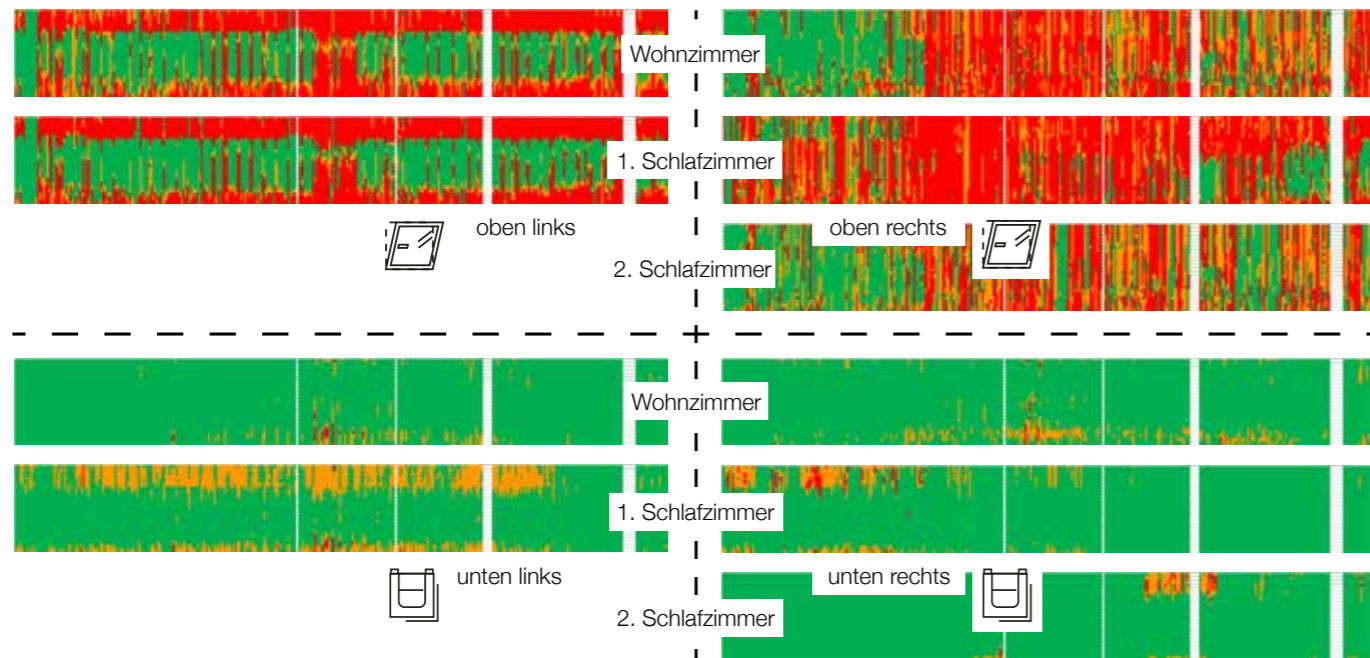 Wohnzimmer
1. Schlafzimmer
oben links
oben rechts
2. Schlafzimmer
Wohnzimmer
1. Schlafzimmer
unten links
unten rechts
2. Schlafzimmer